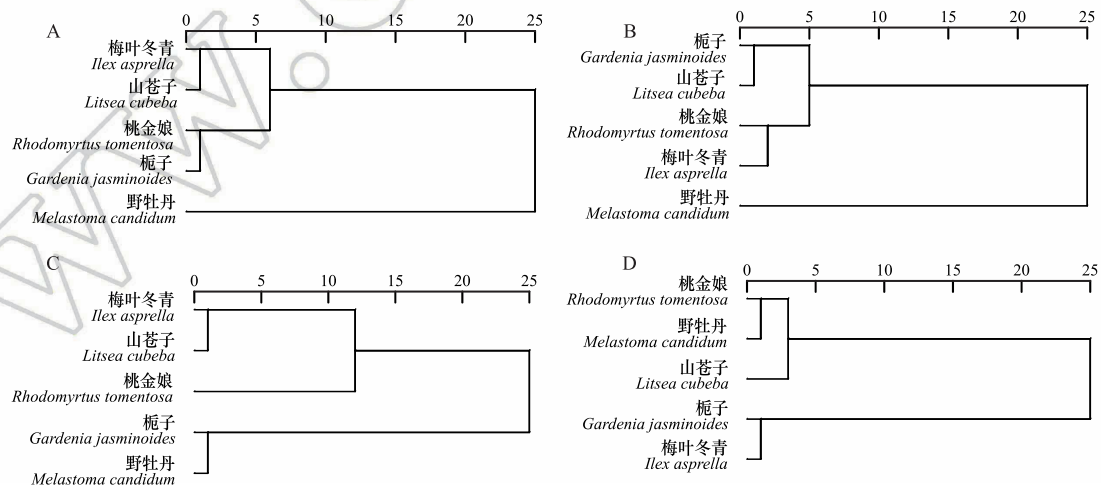 A
0 5 10 15 20 25
梅叶冬青
Ilex asprella
山苍子
Litsea cubeba
桃金娘
Rhodomyrtus tomentosa
栀子
Gardenia jasminoides
野牡丹
Melastoma candidum
B
0 5 10 15 20 25
栀子
Gardenia jasminoides
山苍子
Litsea cubeba
桃金娘
Rhodomyrtus tomentosa
梅叶冬青
Ilex asprella
野牡丹
Melastoma candidum
C
0 5 10 15 20 25
梅叶冬青
Ilex asprella
山苍子
Litsea cubeba
桃金娘
Rhodomyrtus tomentosa
栀子
Gardenia jasminoides
野牡丹
Melastoma candidum
D
0 5 10 15 20 25
桃金娘
Rhodomyrtus tomentosa
野牡丹
Melastoma candidum
山苍子
Litsea cubeba
栀子
Gardenia jasminoides
梅叶冬青
Ilex asprella